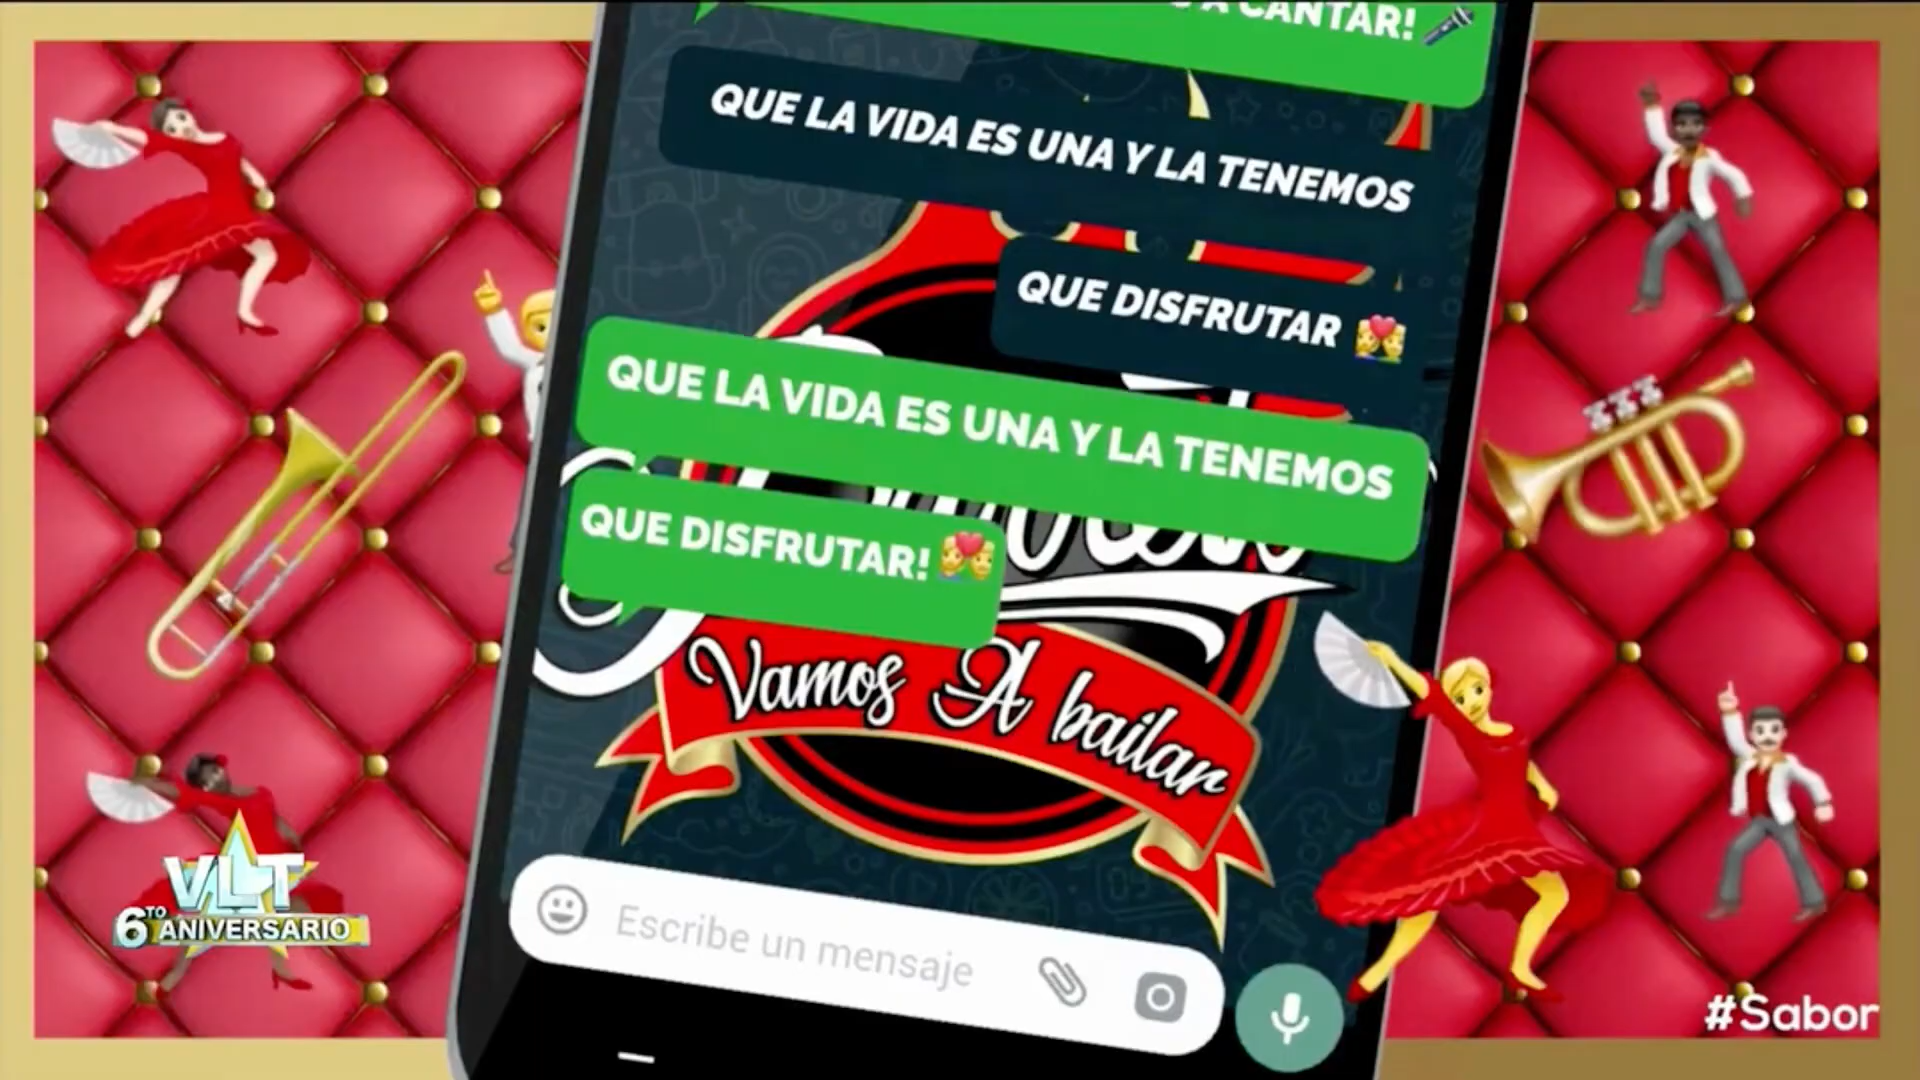 A CANTAR!
QUE LA VIDA ES UNA Y LA TENEMOS
QUE DISFRUTAR
QUE LA VIDA ES UNA Y LA TENEMOS
QUE DISFRUTAR!
Vamos A bailar
Escribe un mensaje
VLT
6TO ANIVERSARIO
#Sabor